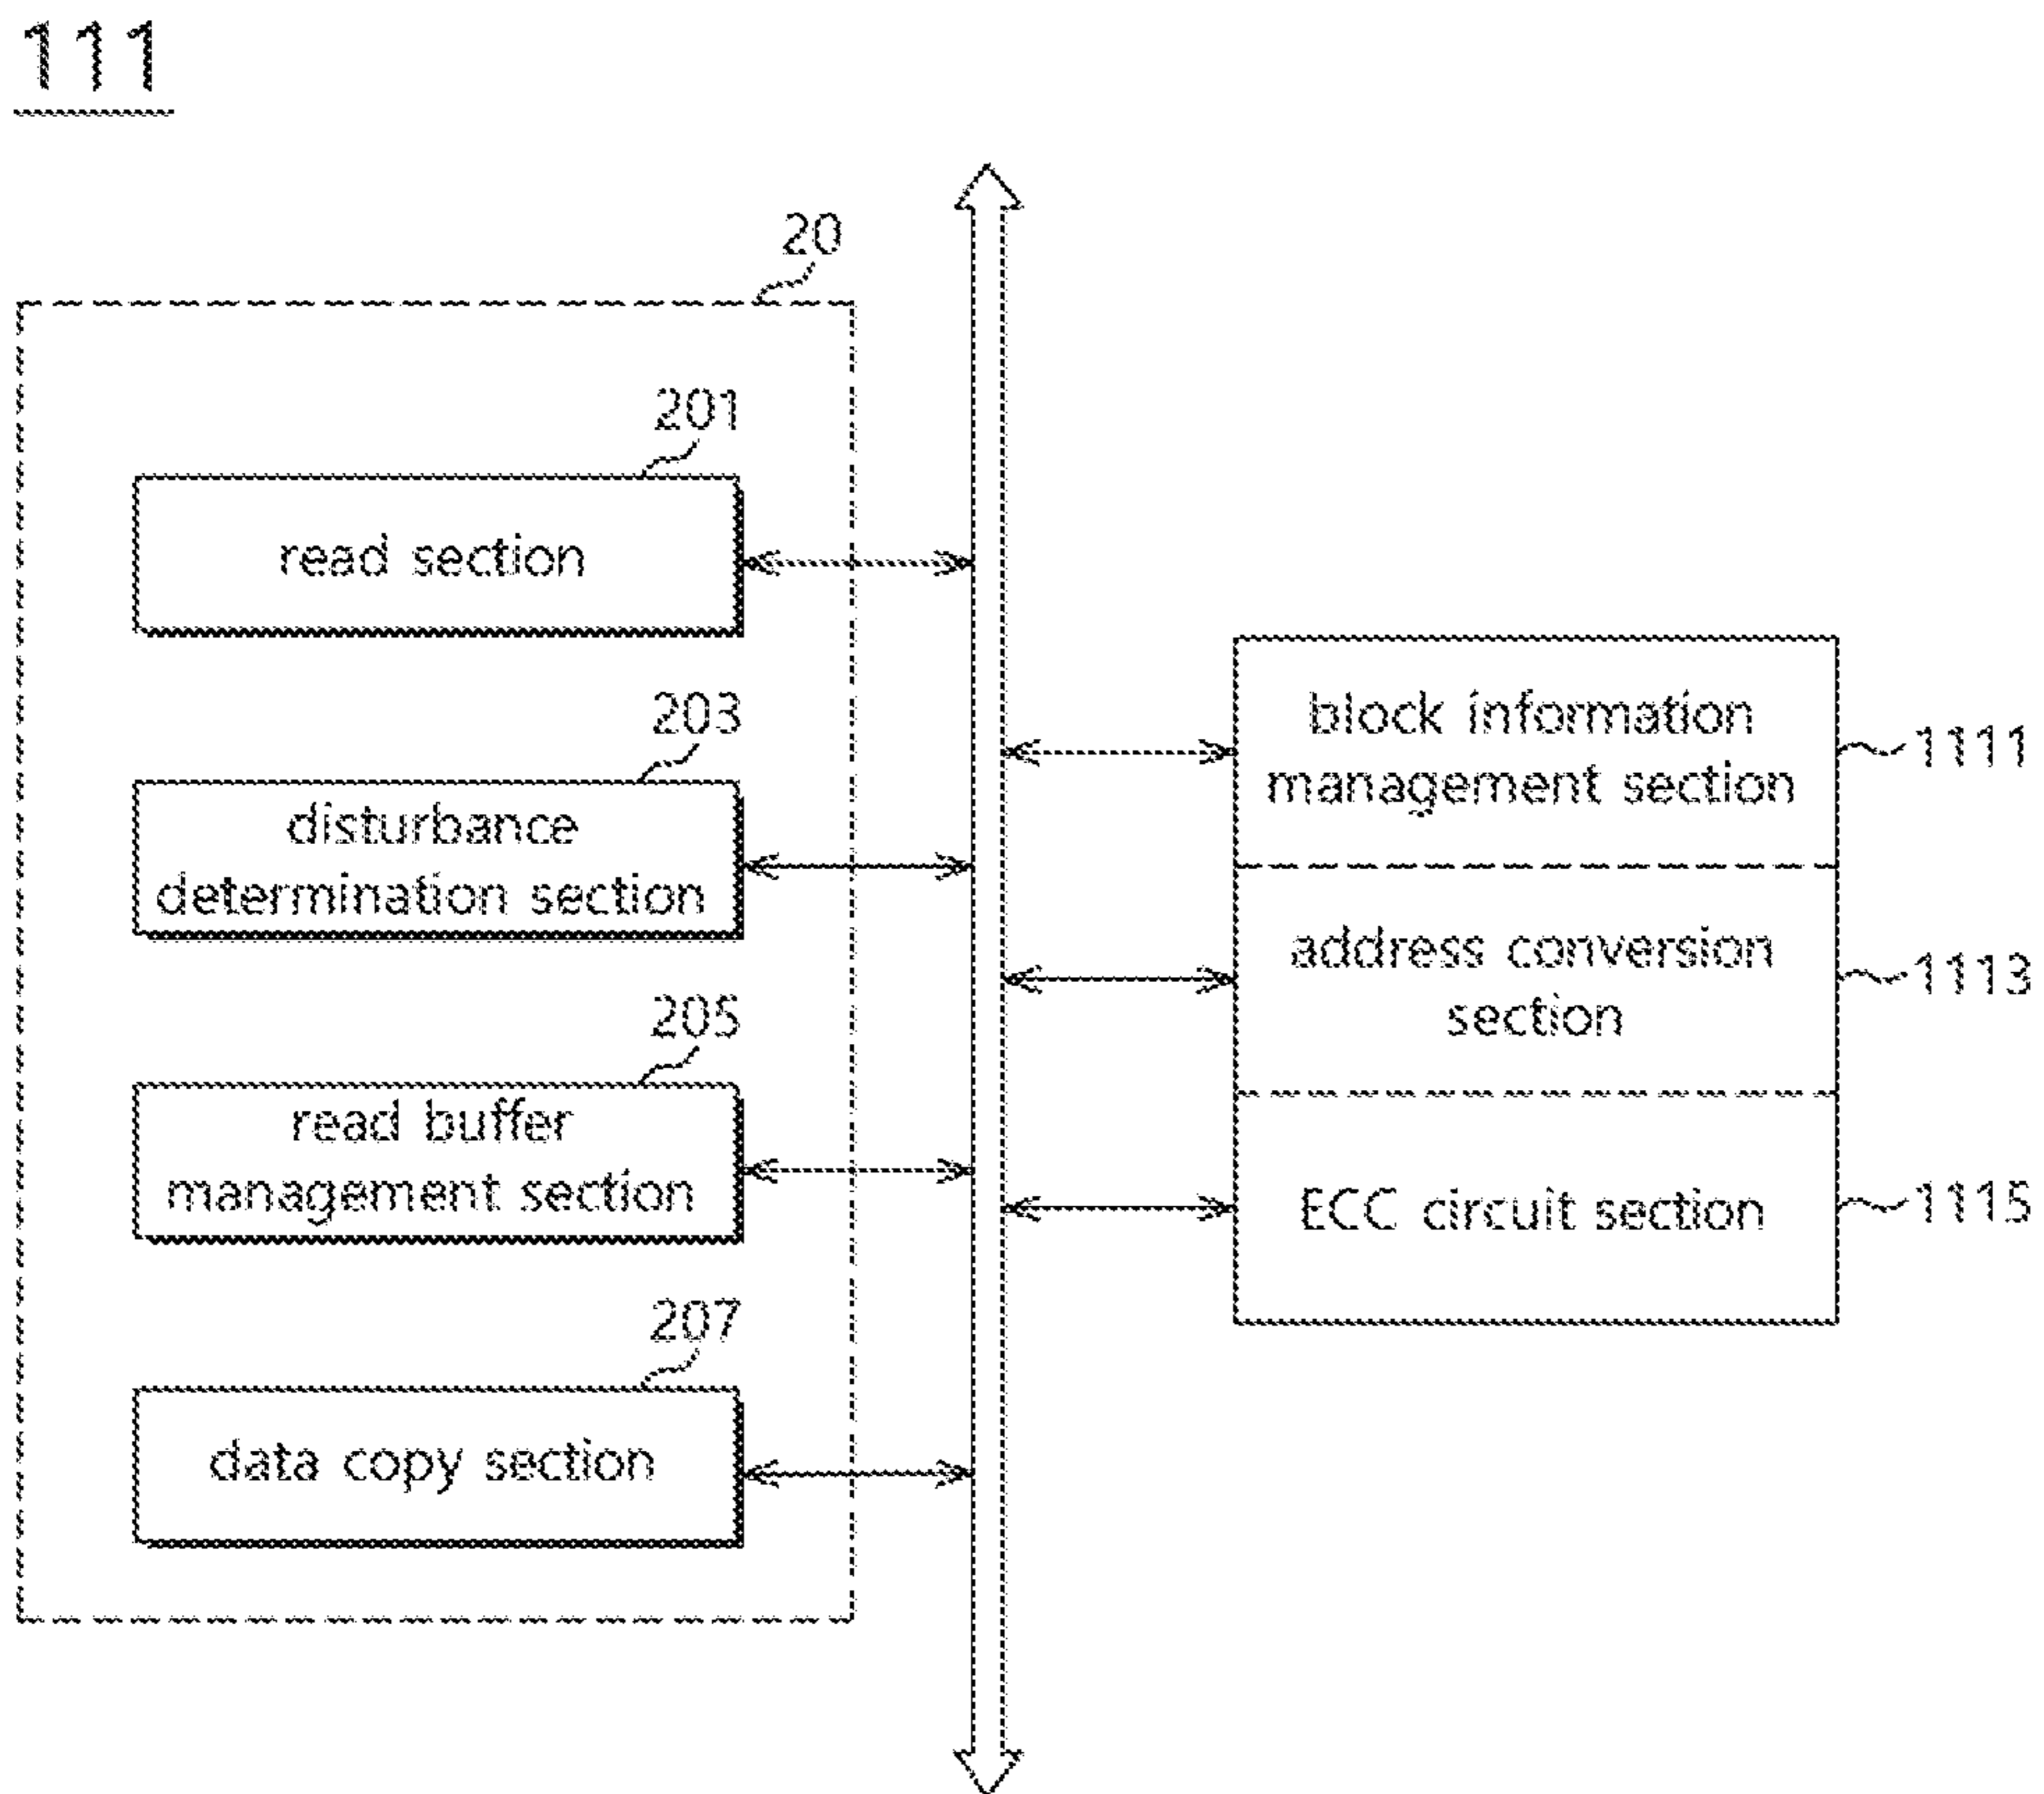 111
20
201
read section
203
disturbance
determination section
205
read buffer
management section
207
data copy section
block information
management section
1111
address conversion
section
1113
ECC circuit section
1115